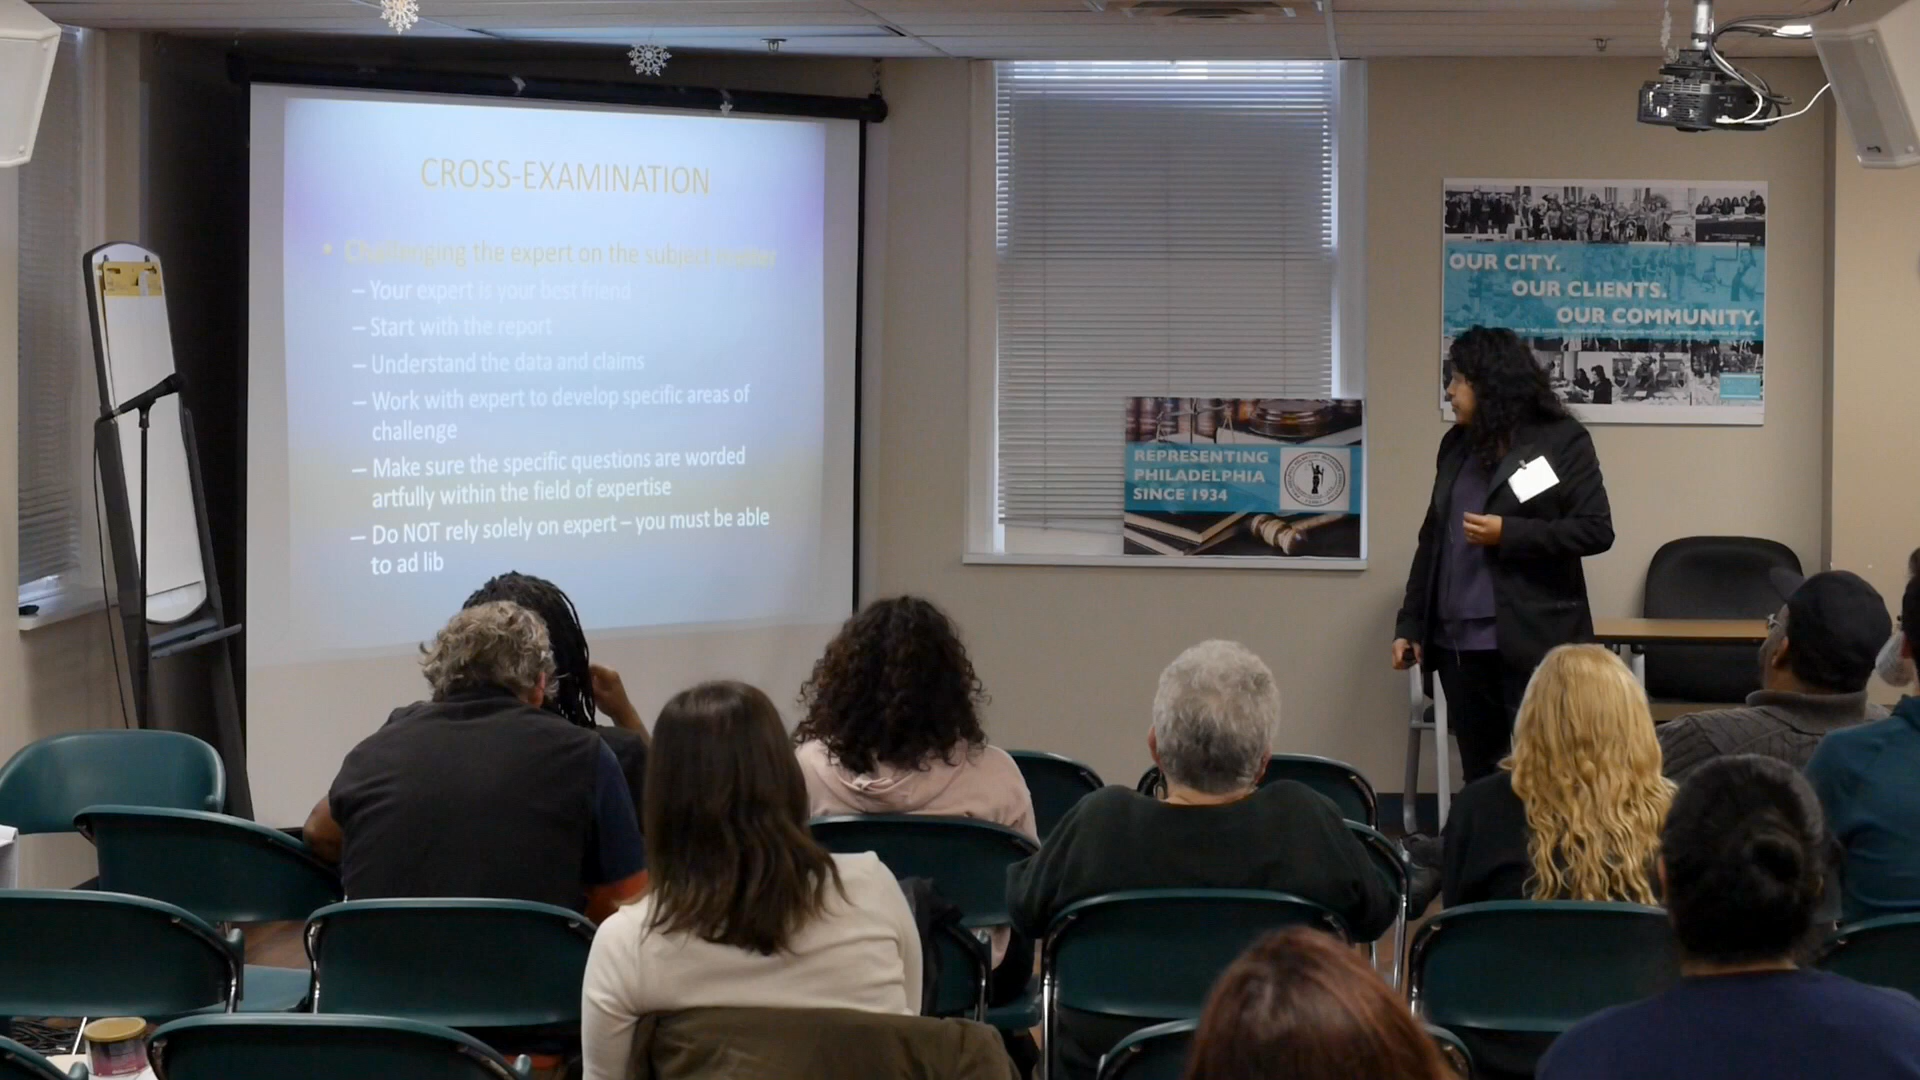 CROSS-EXAMINATION
• Challenging the expert on the subject matter
– Your expert is your best friend
– Start with the report
– Understand the data and claims
– Work with expert to develop specific areas of
challenge
– Make sure the specific questions are worded
artfully within the field of expertise
– Do NOT rely solely on expert – you must be able
to ad lib
REPRESENTING
PHILADELPHIA
SINCE 1934
OUR CITY.
OUR CLIENTS.
OUR COMMUNITY.